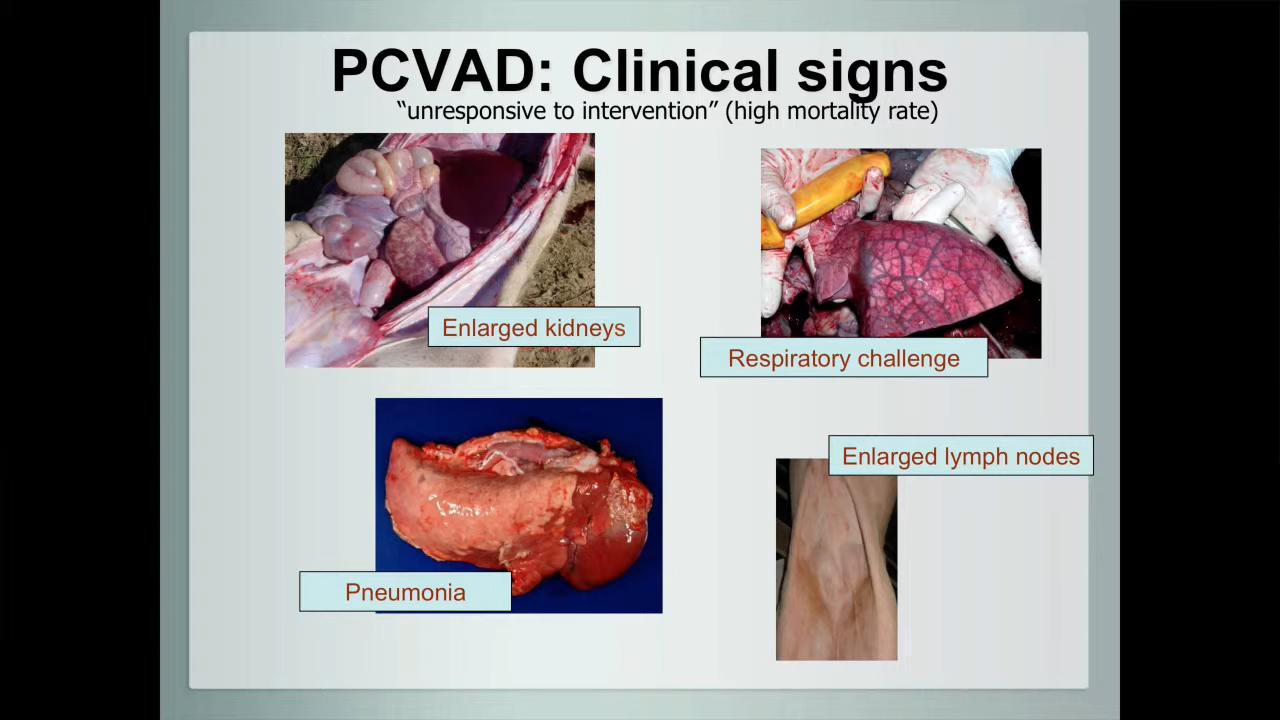 PCVAD: Clinical signs
“unresponsive to intervention” (high mortality rate)
Enlarged kidneys
Respiratory challenge
Enlarged lymph nodes
Pneumonia